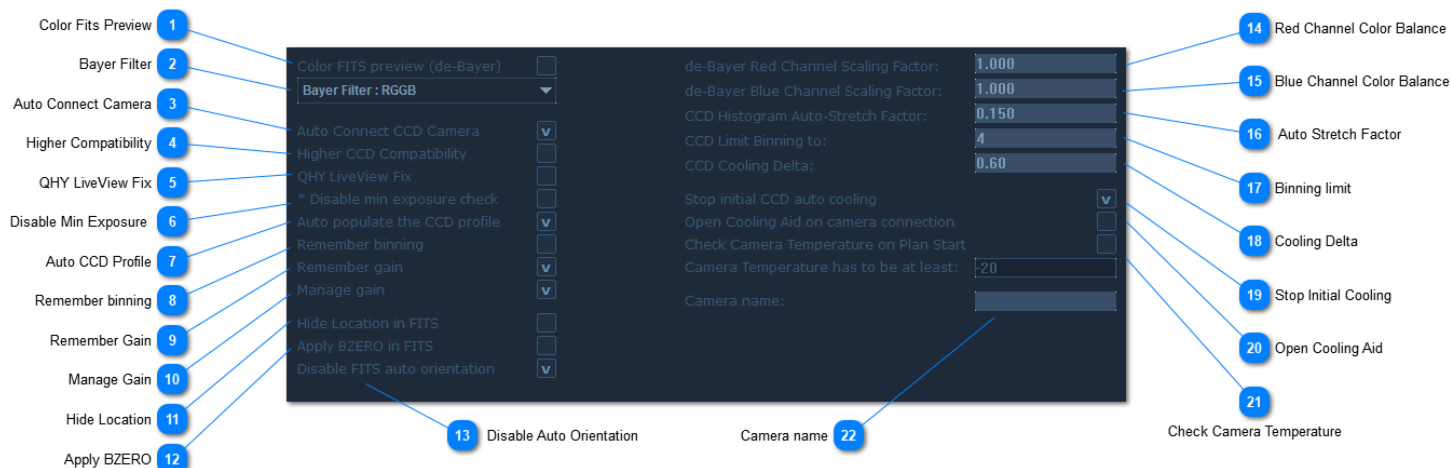 Color Fits Preview 1
Bayer Filter 2
Auto Connect Camera 3
Higher Compatibility 4
QHY LiveView Fix 5
Disable Min Exposure 6
Auto CCD Profile 7
Remember binning 8
Remember Gain 9
Manage Gain 10
Hide Location 11
Apply BZERO 12
Color FITS preview (de-Bayer)
Bayer Filter : RGGB
Auto Connect CCD Camera v
Higher CCD Compatibility
QHY LiveView Fix
* Disable min exposure check
Auto populate the CCD profile v
Remember binning
Remember gain v
Manage gain v
Hide Location in FITS
Apply BZERO in FITS
Disable FITS auto orientation v
de-Bayer Red Channel Scaling Factor: 1.000
de-Bayer Blue Channel Scaling Factor: 1.000
CCD Histogram Auto-Stretch Factor: 0.150
CCD Limit Binning to: 4
CCD Cooling Delta: 0.60
Stop initial CCD auto cooling v
Open Cooling Aid on camera connection
Check Camera Temperature on Plan Start
Camera Temperature has to be at least: -20
Camera name:
14 Red Channel Color Balance
15 Blue Channel Color Balance
16 Auto Stretch Factor
17 Binning limit
18 Cooling Delta
19 Stop Initial Cooling
20 Open Cooling Aid
21
Check Camera Temperature
13 Disable Auto Orientation
Camera name 22